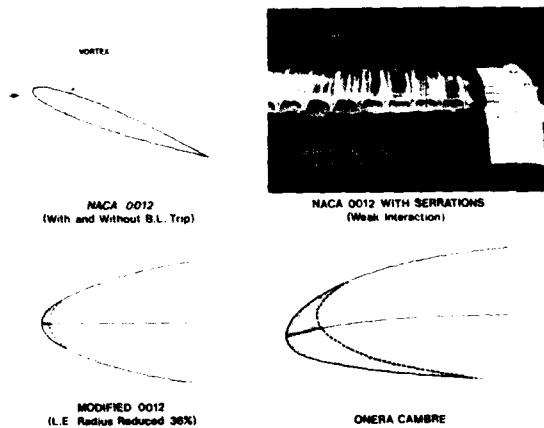 VORTEX
NACA 0012
(With and Without B.L. Trip)
NACA 0012 WITH SERRATIONS
(Weak Interaction)
MODIFIED 0012
(L.E Radius Reduced 36%)
ONERA CAMBRE